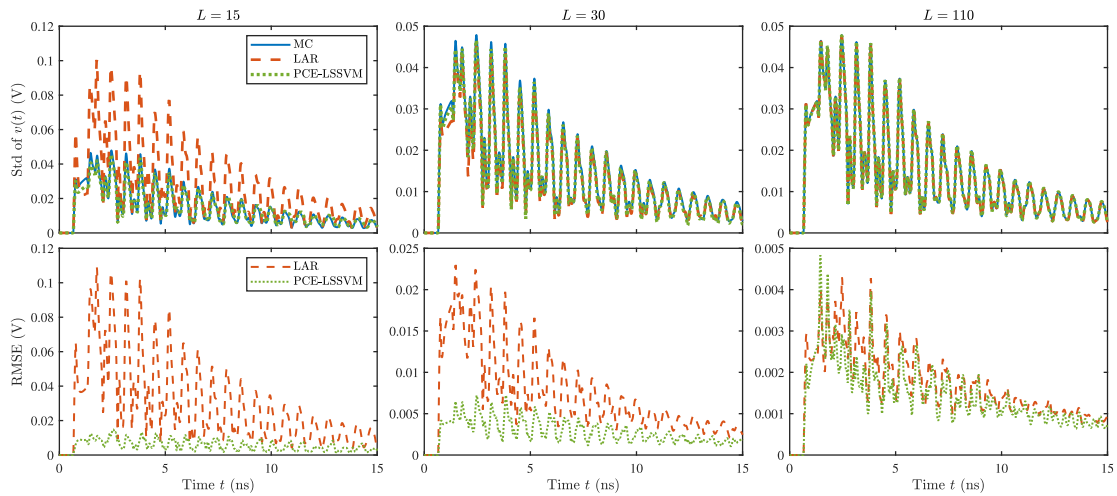 L = 15
L = 30
L = 110
Std of v(t) (V)
0.12
0.1
0.08
0.06
0.04
0.02
0
MC
LAR
PCE-LSSVM
0.05
0.04
0.03
0.02
0.01
0
0.05
0.04
0.03
0.02
0.01
0
RMSE (V)
0.12
0.1
0.08
0.06
0.04
0.02
0
LAR
PCE-LSSVM
0 5 10 15
Time t (ns)
0.025
0.02
0.015
0.01
0.005
0
0 5 10 15
Time t (ns)
0.005
0.004
0.003
0.002
0.001
0
0 5 10 15
Time t (ns)